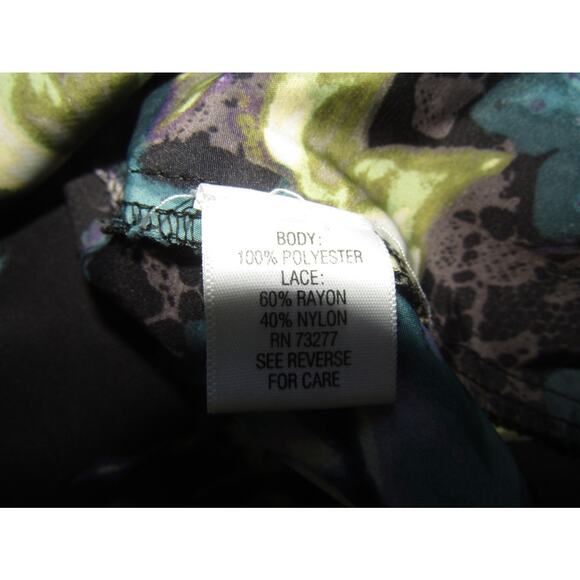 BODY:
100% POLYESTER
LACE:
60% RAYON
40% NYLON
RN 73277
SEE REVERSE
FOR CARE